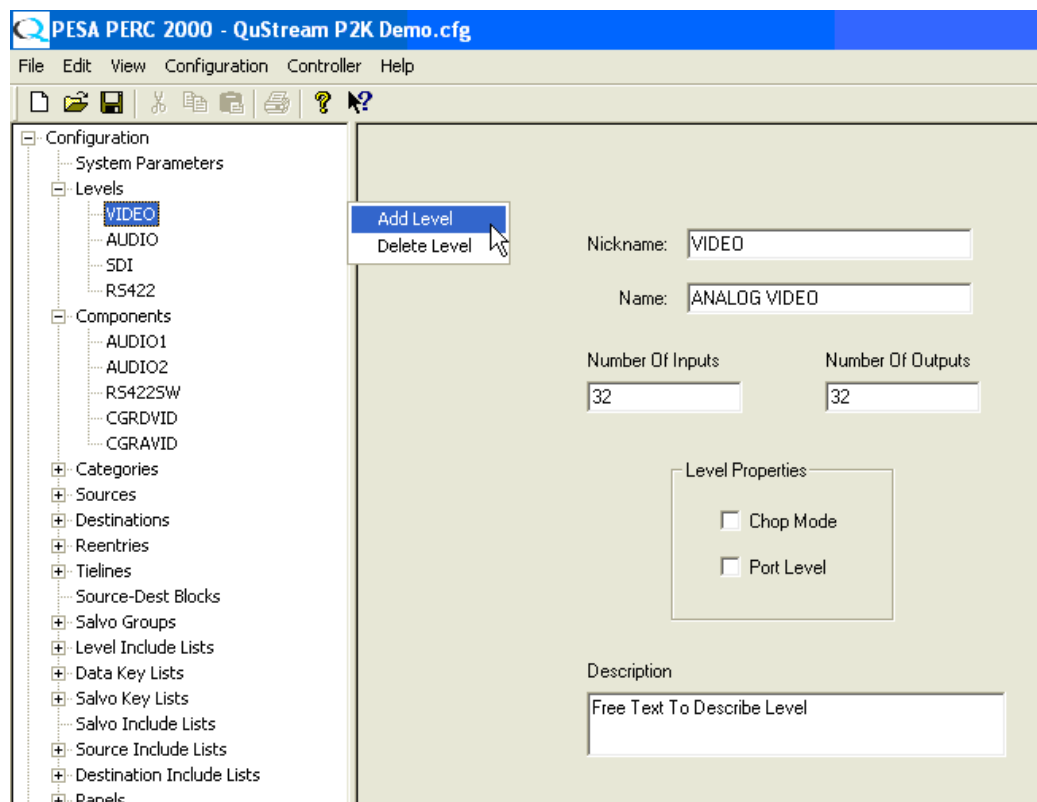 PESA PERC 2000 - QuStream P2K Demo.cfg
File Edit View Configuration Controller Help
Configuration
System Parameters
Levels
VIDEO
AUDIO
SDI
RS422
Components
AUDIO1
AUDIO2
RS422SW
CGRDVID
CGRAVID
Categories
Sources
Destinations
Reentries
Tielines
Source-Dest Blocks
Salvo Groups
Level Include Lists
Data Key Lists
Salvo Key Lists
Salvo Include Lists
Source Include Lists
Destination Include Lists
Panels
Add Level
Delete Level
Nickname: VIDEO
Name: ANALOG VIDEO
Number Of Inputs Number Of Outputs
32 32
Level Properties
Chop Mode
Port Level
Description
Free Text To Describe Level